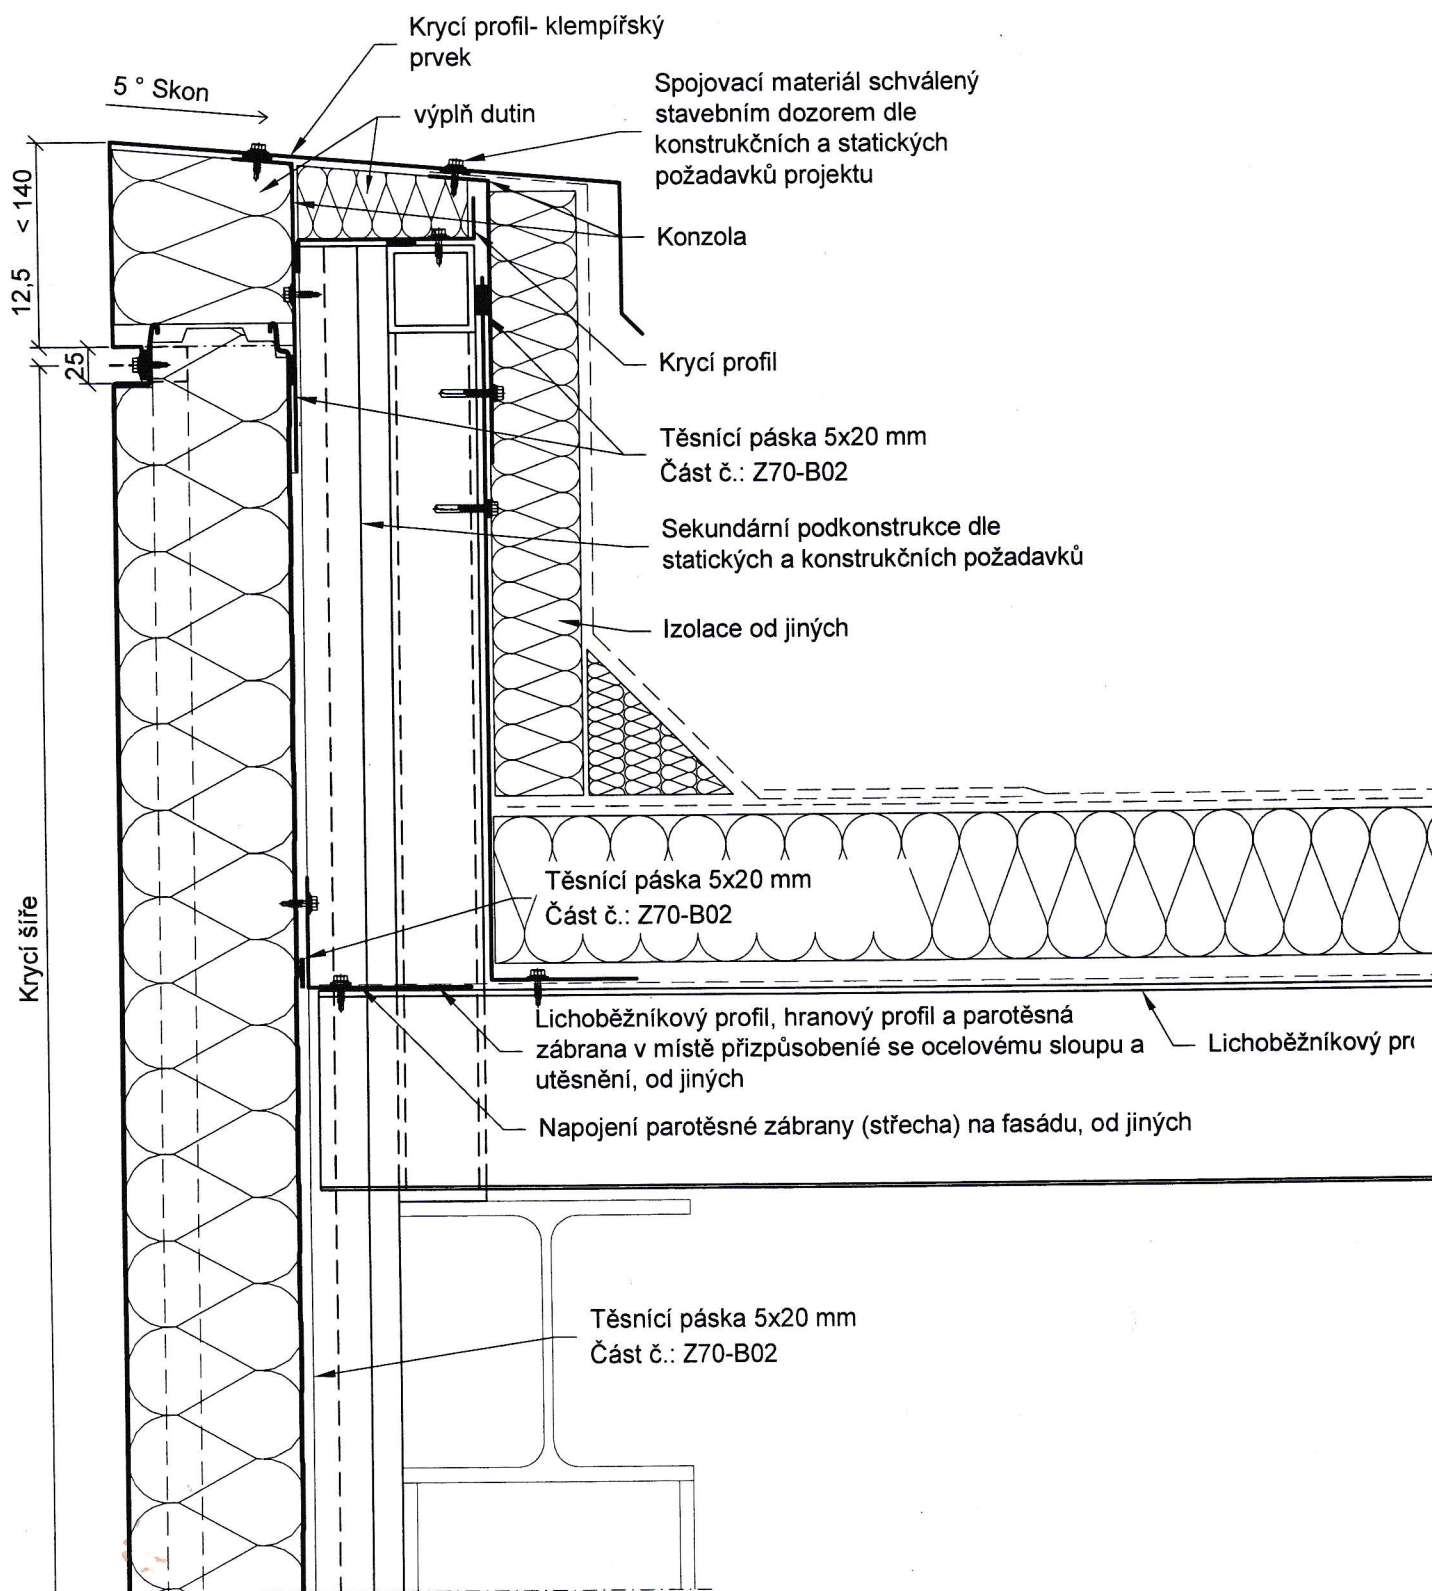 Krycí profil- klempířský
prvek
5 ° Skon
výplň dutin
Spojovací materiál schválený
stavebním dozorem dle
konstrukčních a statických
požadavků projektu
Konzola
< 140
12,5
25
Krycí profil
Těsnící páska 5x20 mm
Část č.: Z70-B02
Sekundární podkonstrukce dle
statických a konstrukčních požadavků
Izolace od jiných
Těsnící páska 5x20 mm
Část č.: Z70-B02
Krycí šíře
Lichoběžníkový profil, hranový profil a parotěsná
zábrana v místě přizpůsobeníé se ocelovému sloupu a
utěsnění, od jiných
Lichoběžníkový pr
Napojení parotěsné zábrany (střecha) na fasádu, od jiných
Těsnící páska 5x20 mm
Část č.: Z70-B02